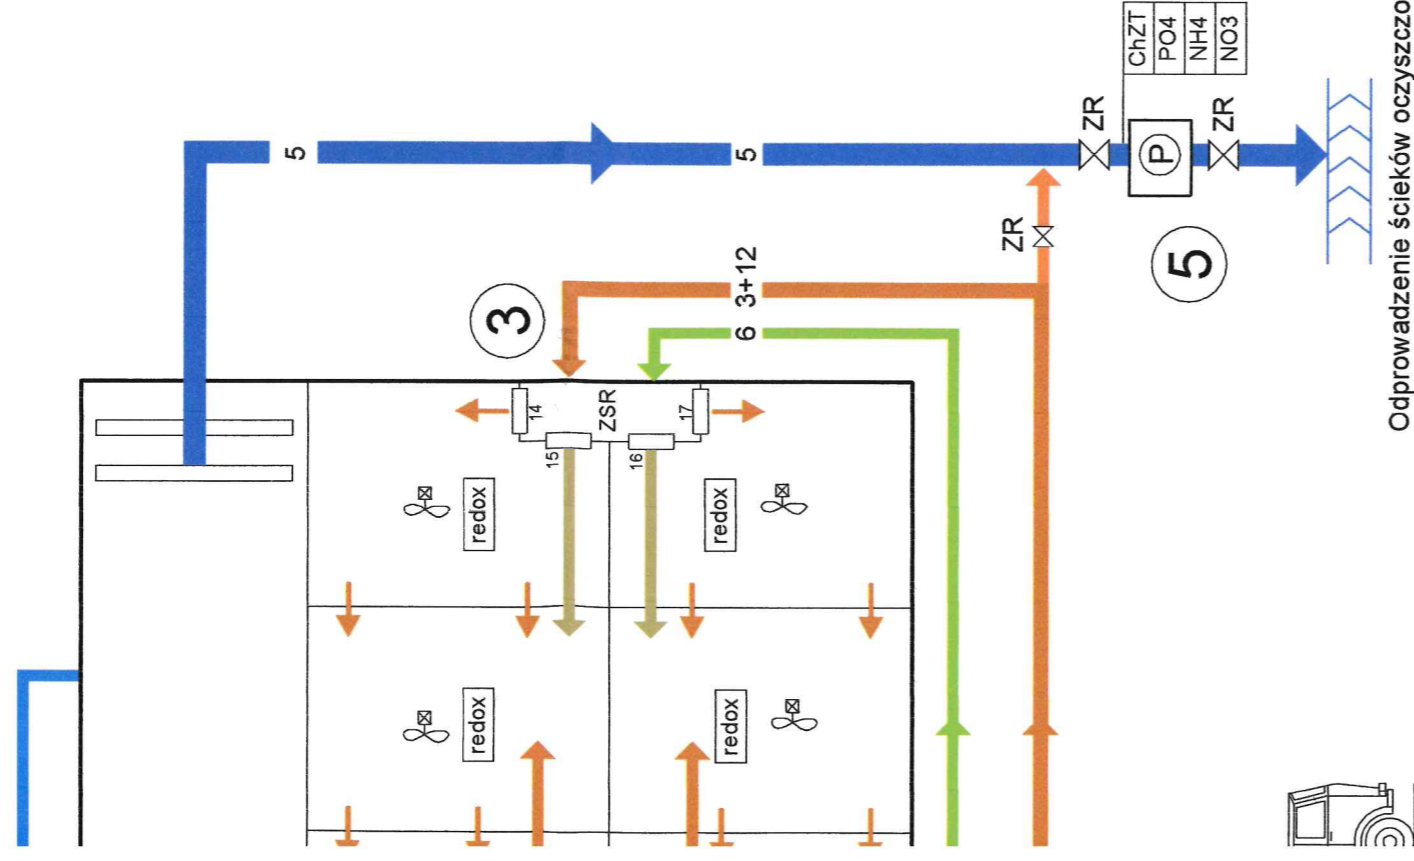 ChZT
PO4
NH4
NO3
ZR
ZR
5
5
P
ZR
3+12
6
5
3
14
ZSR
17
15
16
redox
redox
redox
redox
Odprowadzenie ścieków oczyszczo